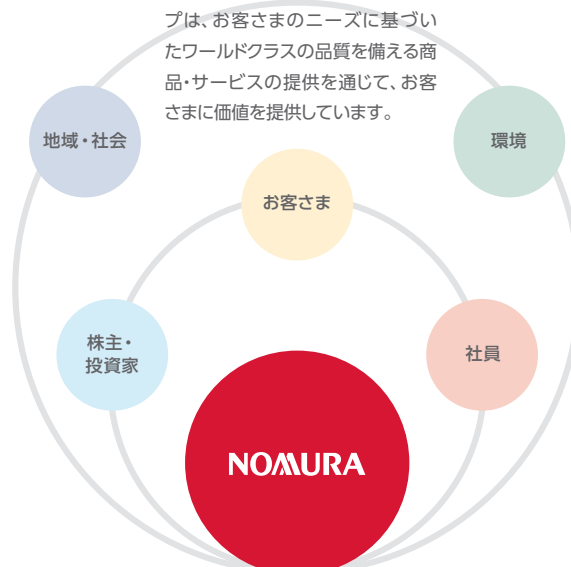 プは、お客さまのニーズに基づい
たワールドクラスの品質を備える商
品・サービスの提供を通じて、お客
さまに価値を提供しています。
地域・社会
環境
お客さま
株主・
投資家
社員
NOMURA